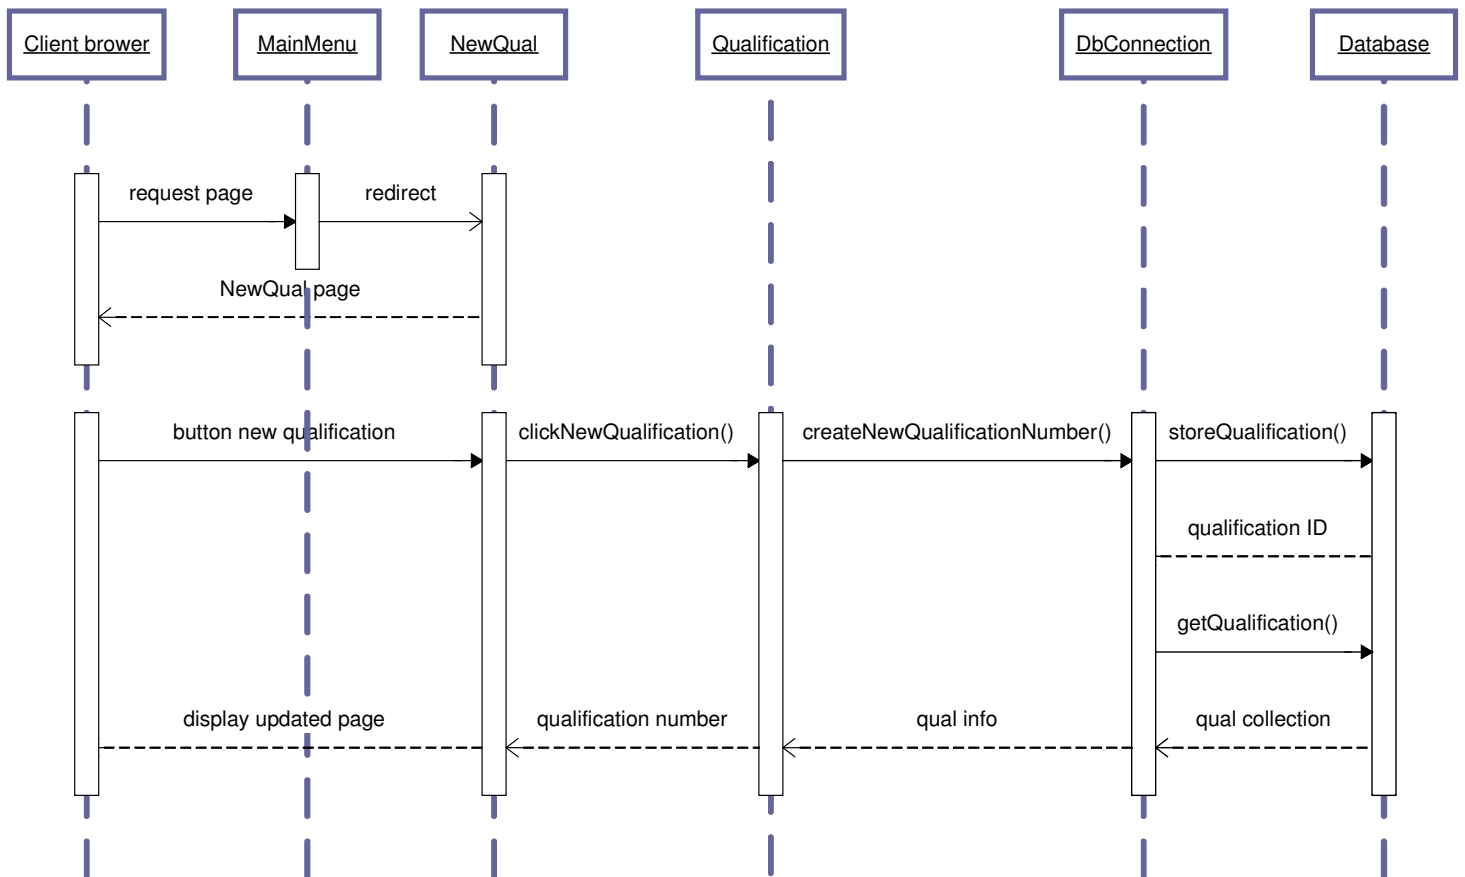 Client brower
MainMenu
NewQual
Qualification
DbConnection
Database
request page
redirect
NewQual page
button new qualification
clickNewQualification()
createNewQualificationNumber()
storeQualification()
qualification ID
getQualification()
display updated page
qualification number
qual info
qual collection